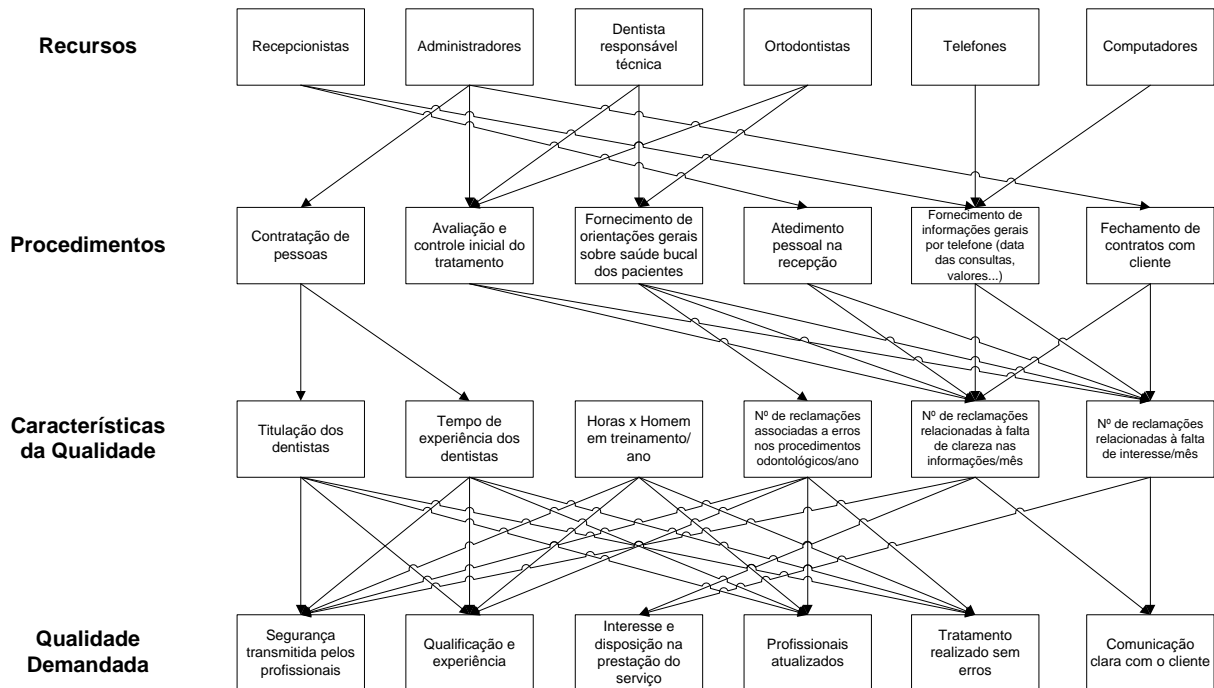 Recursos
Recepcionistas
Administradores
Dentista
responsável
técnica
Ortodontistas
Telefones
Computadores
Procedimentos
Contratação de
pessoas
Avaliação e
controle inicial do
tratamento
Fornecimento de
orientações gerais
sobre saúde bucal
dos pacientes
Atedimento
pessoal na
recepção
Fornecimento de
informações gerais
por telefone (data
das consultas,
valores...)
Fechamento de
contratos com
cliente
Características
da Qualidade
Titulação dos
dentistas
Tempo de
experiência dos
dentistas
Horas x Homem
em treinamento/
ano
Nº de reclamações
associadas a erros
nos procedimentos
odontológicos/ano
Nº de reclamações
relacionadas à falta
de clareza nas
informações/mês
Nº de reclamações
relacionadas à falta
de interesse/mês
Qualidade
Demandada
Segurança
transmitida pelos
profissionais
Qualificação e
experiência
Interesse e
disposição na
prestação do
serviço
Profissionais
atualizados
Tratamento
realizado sem
erros
Comunicação
clara com o cliente